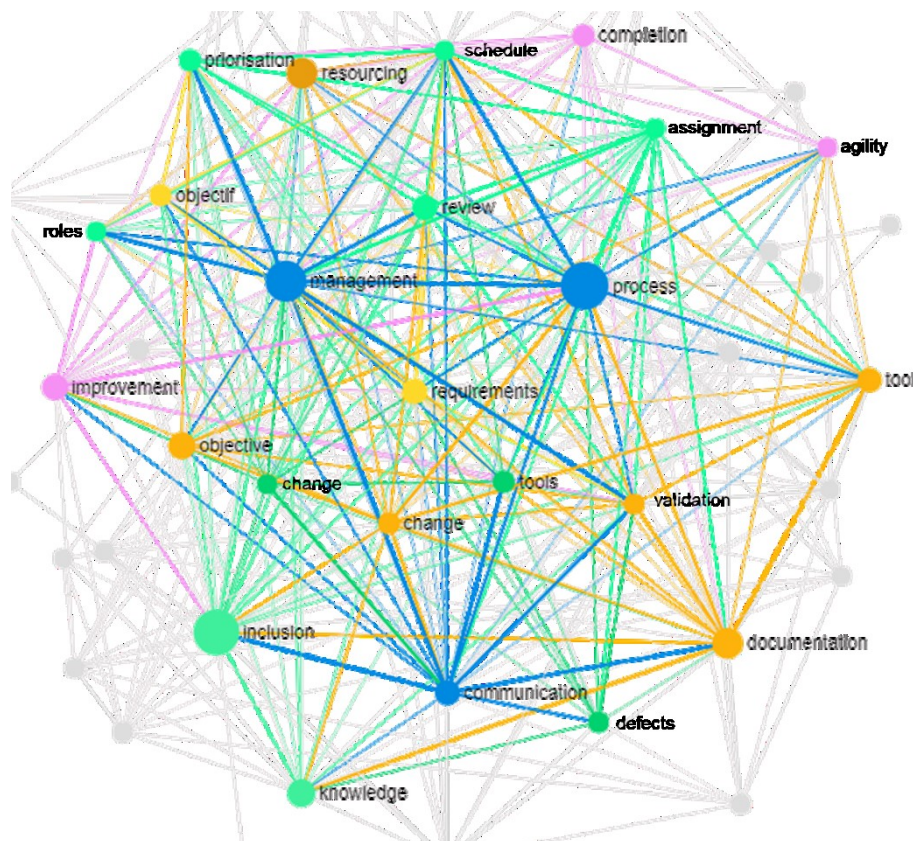 completion
schedule
priorisation
resourcing
assignment
agility
objectif
review
roles
management
process
improvement
requirements
tool
objective
change
tools
validation
change
inclusion
documentation
communication
defects
knowledge